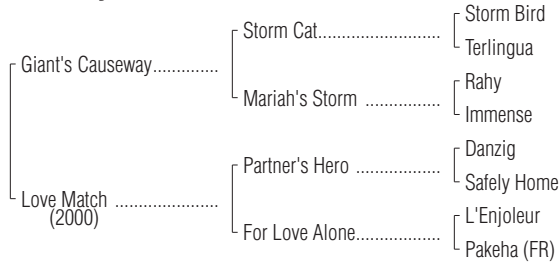 Storm Bird
Storm Cat........................
Terlingua
Giant's Causeway.............
Rahy
Mariah's Storm ...............
Immense
Danzig
Partner's Hero .................
Safely Home
Love Match ....................
(2000)
L'Enjoleur
For Love Alone.................
Pakeha (FR)